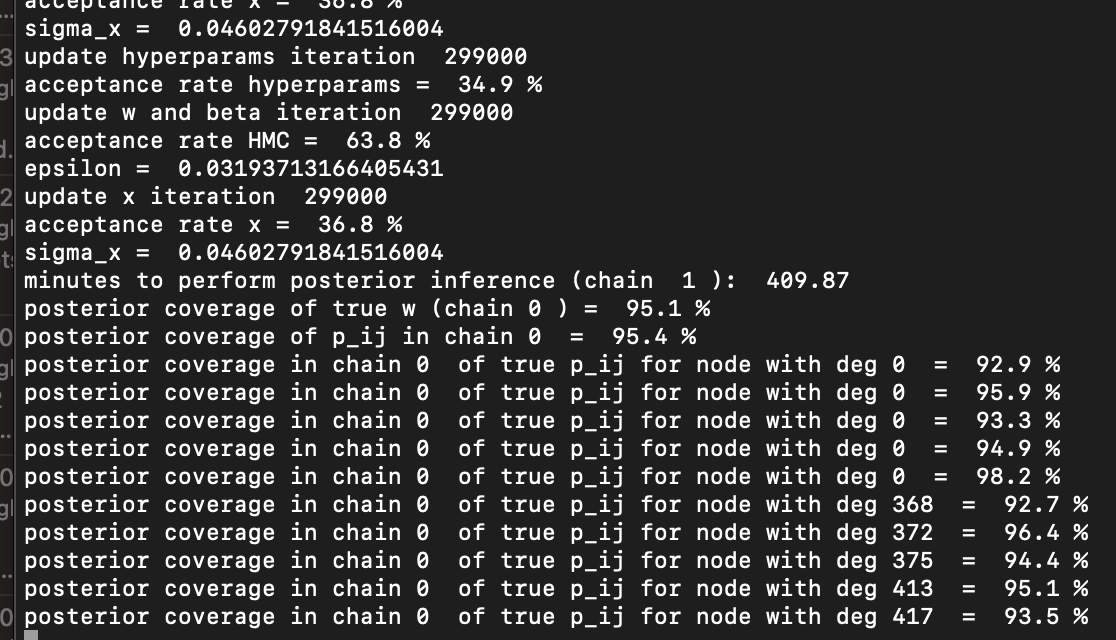 acceptance rate x =  36.8 %
sigma_x =  0.04602791841516004
update hyperparams iteration  299000
acceptance rate hyperparams =  34.9 %
update w and beta iteration  299000
acceptance rate HMC =  63.8 %
epsilon =  0.03193713166405431
update x iteration  299000
acceptance rate x =  36.8 %
sigma_x =  0.04602791841516004
minutes to perform posterior inference (chain  1 ):  409.87
posterior coverage of true w (chain 0 ) =  95.1 %
posterior coverage of p_ij in chain 0  =  95.4 %
posterior coverage in chain 0  of true p_ij for node with deg 0  =  92.9 %
posterior coverage in chain 0  of true p_ij for node with deg 0  =  95.9 %
posterior coverage in chain 0  of true p_ij for node with deg 0  =  93.3 %
posterior coverage in chain 0  of true p_ij for node with deg 0  =  94.9 %
posterior coverage in chain 0  of true p_ij for node with deg 0  =  98.2 %
posterior coverage in chain 0  of true p_ij for node with deg 368  =  92.7 %
posterior coverage in chain 0  of true p_ij for node with deg 372  =  96.4 %
posterior coverage in chain 0  of true p_ij for node with deg 375  =  94.4 %
posterior coverage in chain 0  of true p_ij for node with deg 413  =  95.1 %
posterior coverage in chain 0  of true p_ij for node with deg 417  =  93.5 %